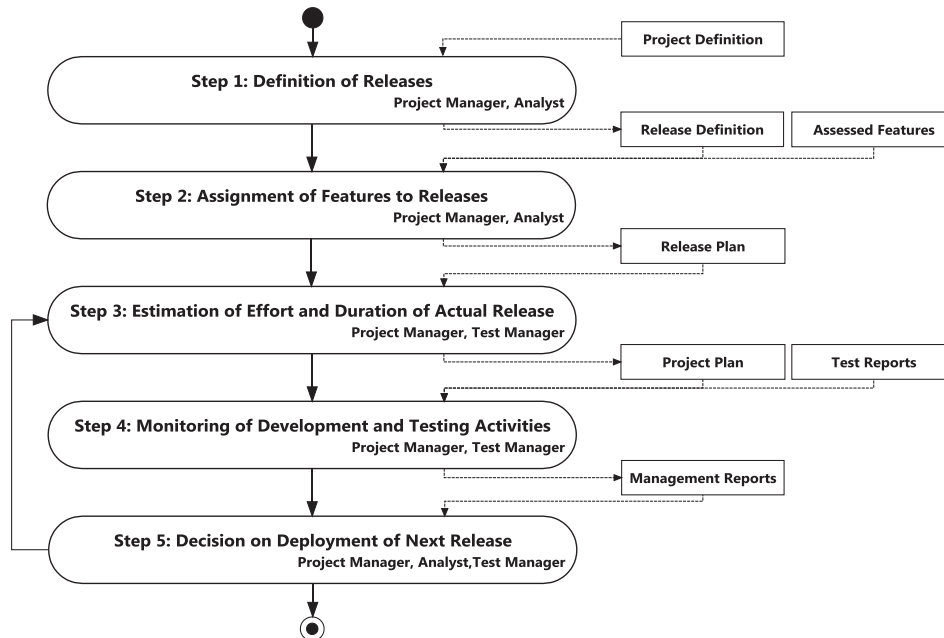 Project Definition
Step 1: Definition of Releases
Project Manager, Analyst
Release Definition
Assessed Features
Step 2: Assignment of Features to Releases
Project Manager, Analyst
Release Plan
Step 3: Estimation of Effort and Duration of Actual Release
Project Manager, Test Manager
Project Plan
Test Reports
Step 4: Monitoring of Development and Testing Activities
Project Manager, Test Manager
Management Reports
Step 5: Decision on Deployment of Next Release
Project Manager, Analyst,Test Manager